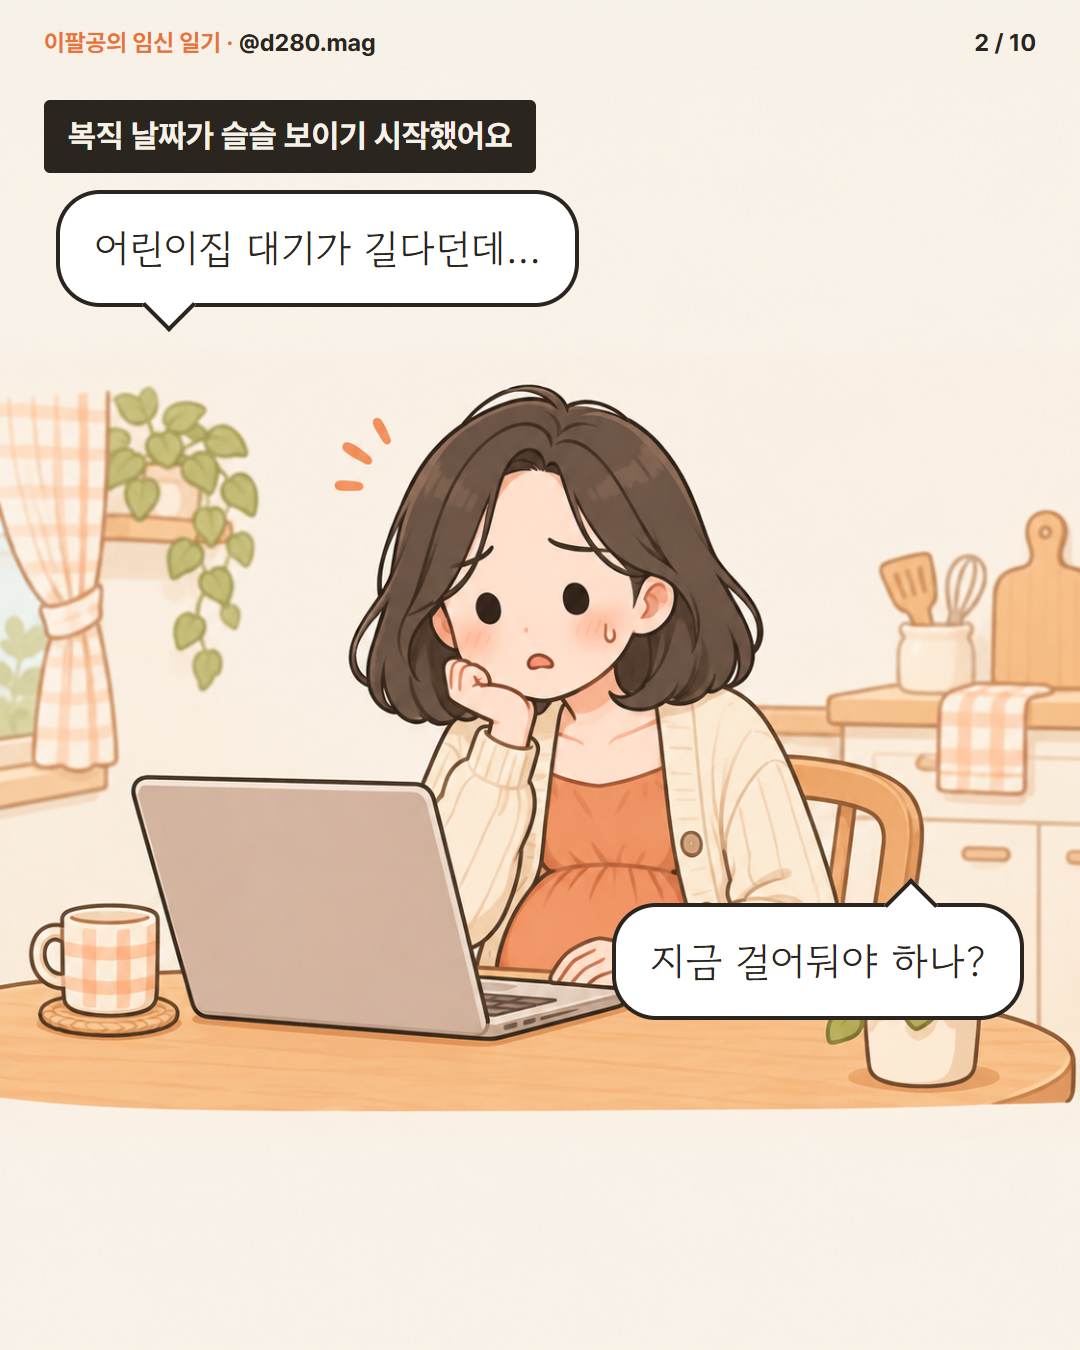 이팔공의 임신 일기 · @d280.mag
2 / 10
복직 날짜가 슬슬 보이기 시작했어요
어린이집 대기가 길다던데...
지금 걸어둬야 하나?